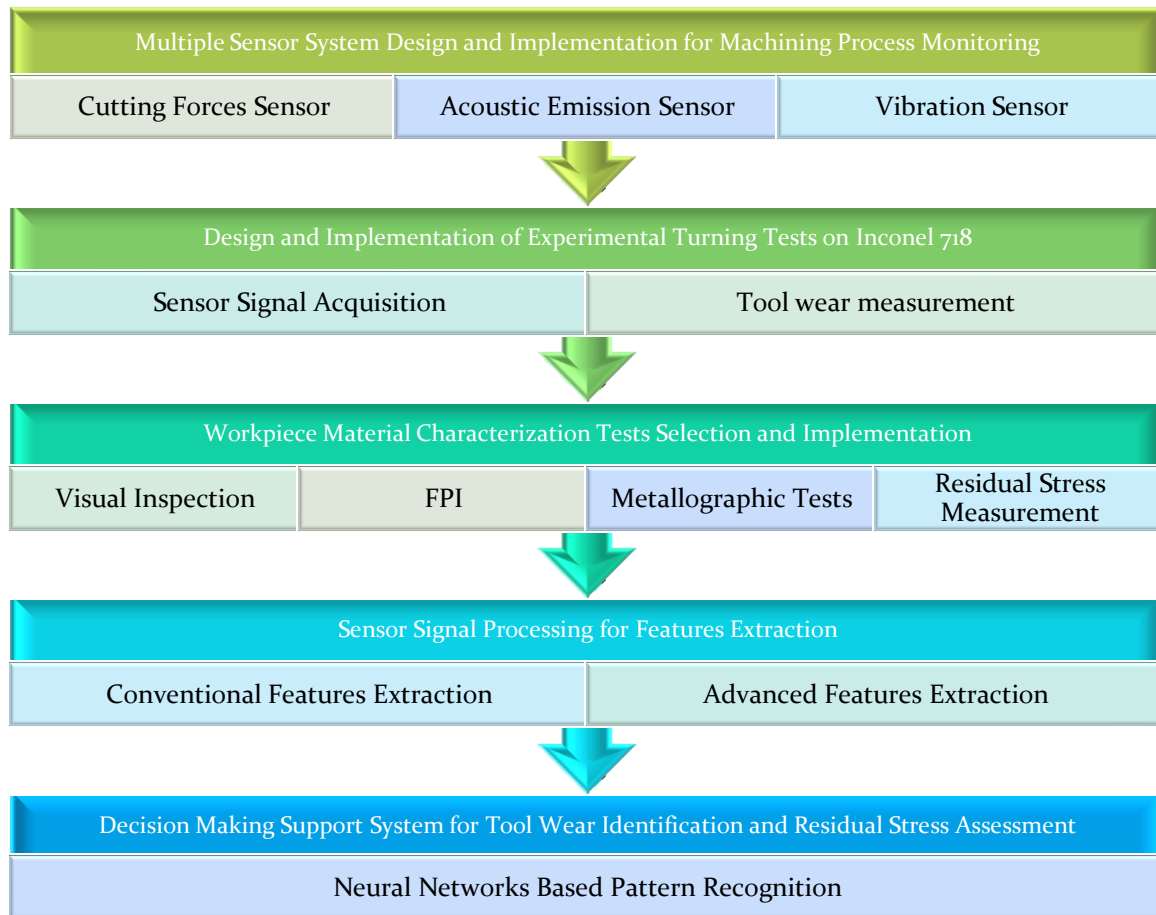 Multiple Sensor System Design and Implementation for Machining Process Monitoring
Cutting Forces Sensor
Acoustic Emission Sensor
Vibration Sensor
Design and Implementation of Experimental Turning Tests on Inconel 718
Sensor Signal Acquisition
Tool wear measurement
Workpiece Material Characterization Tests Selection and Implementation
Visual Inspection
FPI
Metallographic Tests
Residual Stress
Measurement
Sensor Signal Processing for Features Extraction
Conventional Features Extraction
Advanced Features Extraction
Decision Making Support System for Tool Wear Identification and Residual Stress Assessment
Neural Networks Based Pattern Recognition